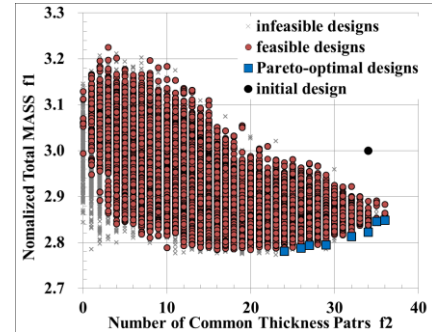 3.3
3.2
3.1
3.0
2.9
2.8
2.7
Nomalized Total MASS f1
× infeasible designs
feasible designs
Pareto-optimal designs
initial design
0 10 20 30 40
Number of Common Thickness Patrs f2